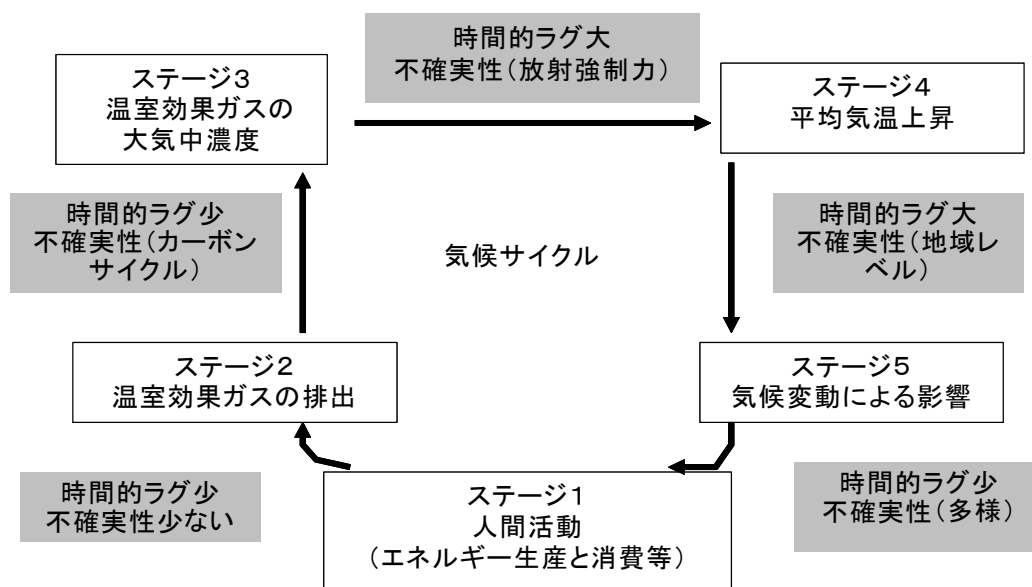 時間的ラグ大
不確実性(放射強制力)
ステージ3
温室効果ガスの
大気中濃度
ステージ4
平均気温上昇
時間的ラグ少
不確実性(カーボン
サイクル)
気候サイクル
時間的ラグ大
不確実性(地域レ
ベル)
ステージ2
温室効果ガスの排出
ステージ5
気候変動による影響
時間的ラグ少
不確実性少ない
ステージ1
人間活動
(エネルギー生産と消費等)
時間的ラグ少
不確実性(多様)